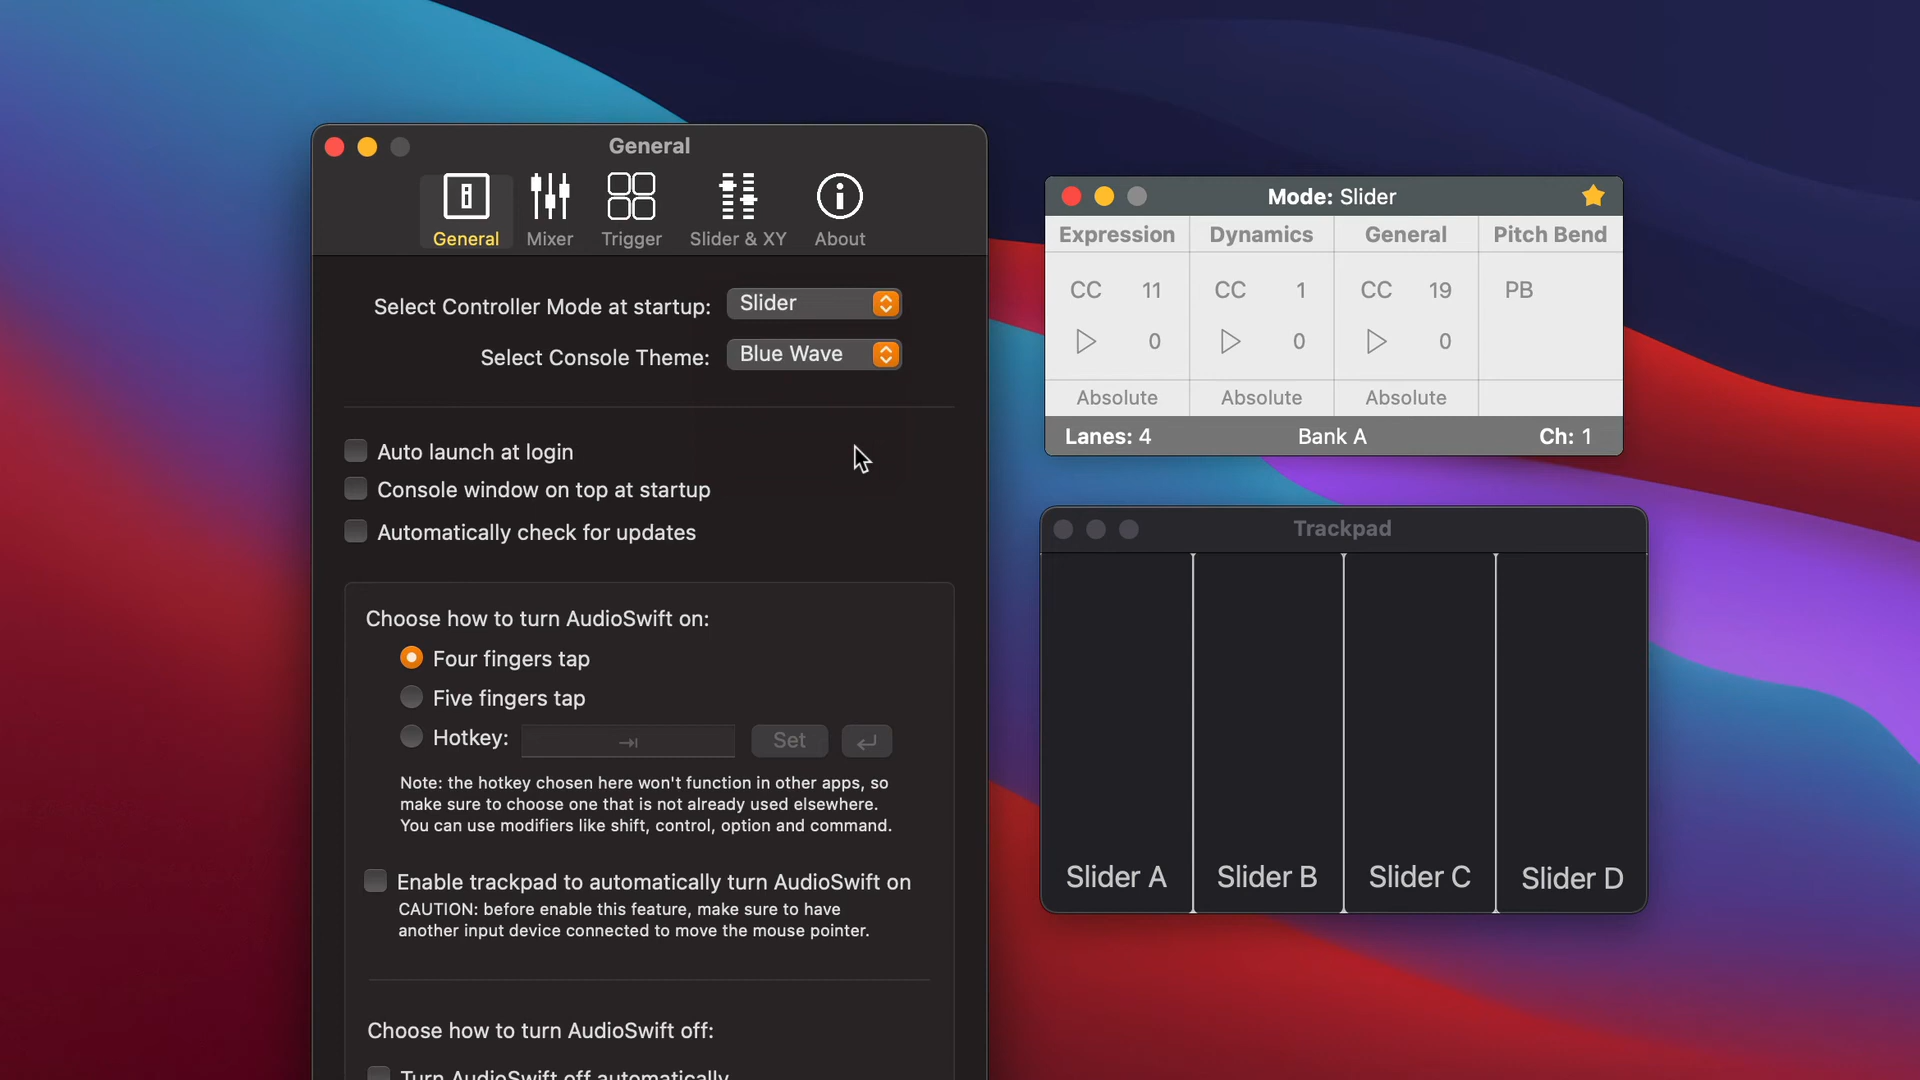 General
General
Mixer
Trigger
Slider & XY
About
Select Controller Mode at startup:
Slider
Select Console Theme:
Blue Wave
Auto launch at login
Console window on top at startup
Automatically check for updates
Choose how to turn AudioSwift on:
Four fingers tap
Five fingers tap
Hotkey:
Set
Note: the hotkey chosen here won't function in other apps, so
make sure to choose one that is not already used elsewhere.
You can use modifiers like shift, control, option and command.
Enable trackpad to automatically turn AudioSwift on
CAUTION: before enable this feature, make sure to have
another input device connected to move the mouse pointer.
Choose how to turn AudioSwift off:
Turn AudioSwift off automatically
Mode: Slider
Expression Dynamics General Pitch Bend
CC 11 CC 1 CC 19 PB
0 0 0
Absolute Absolute Absolute
Lanes: 4 Bank A Ch: 1
Trackpad
Slider A Slider B Slider C Slider D